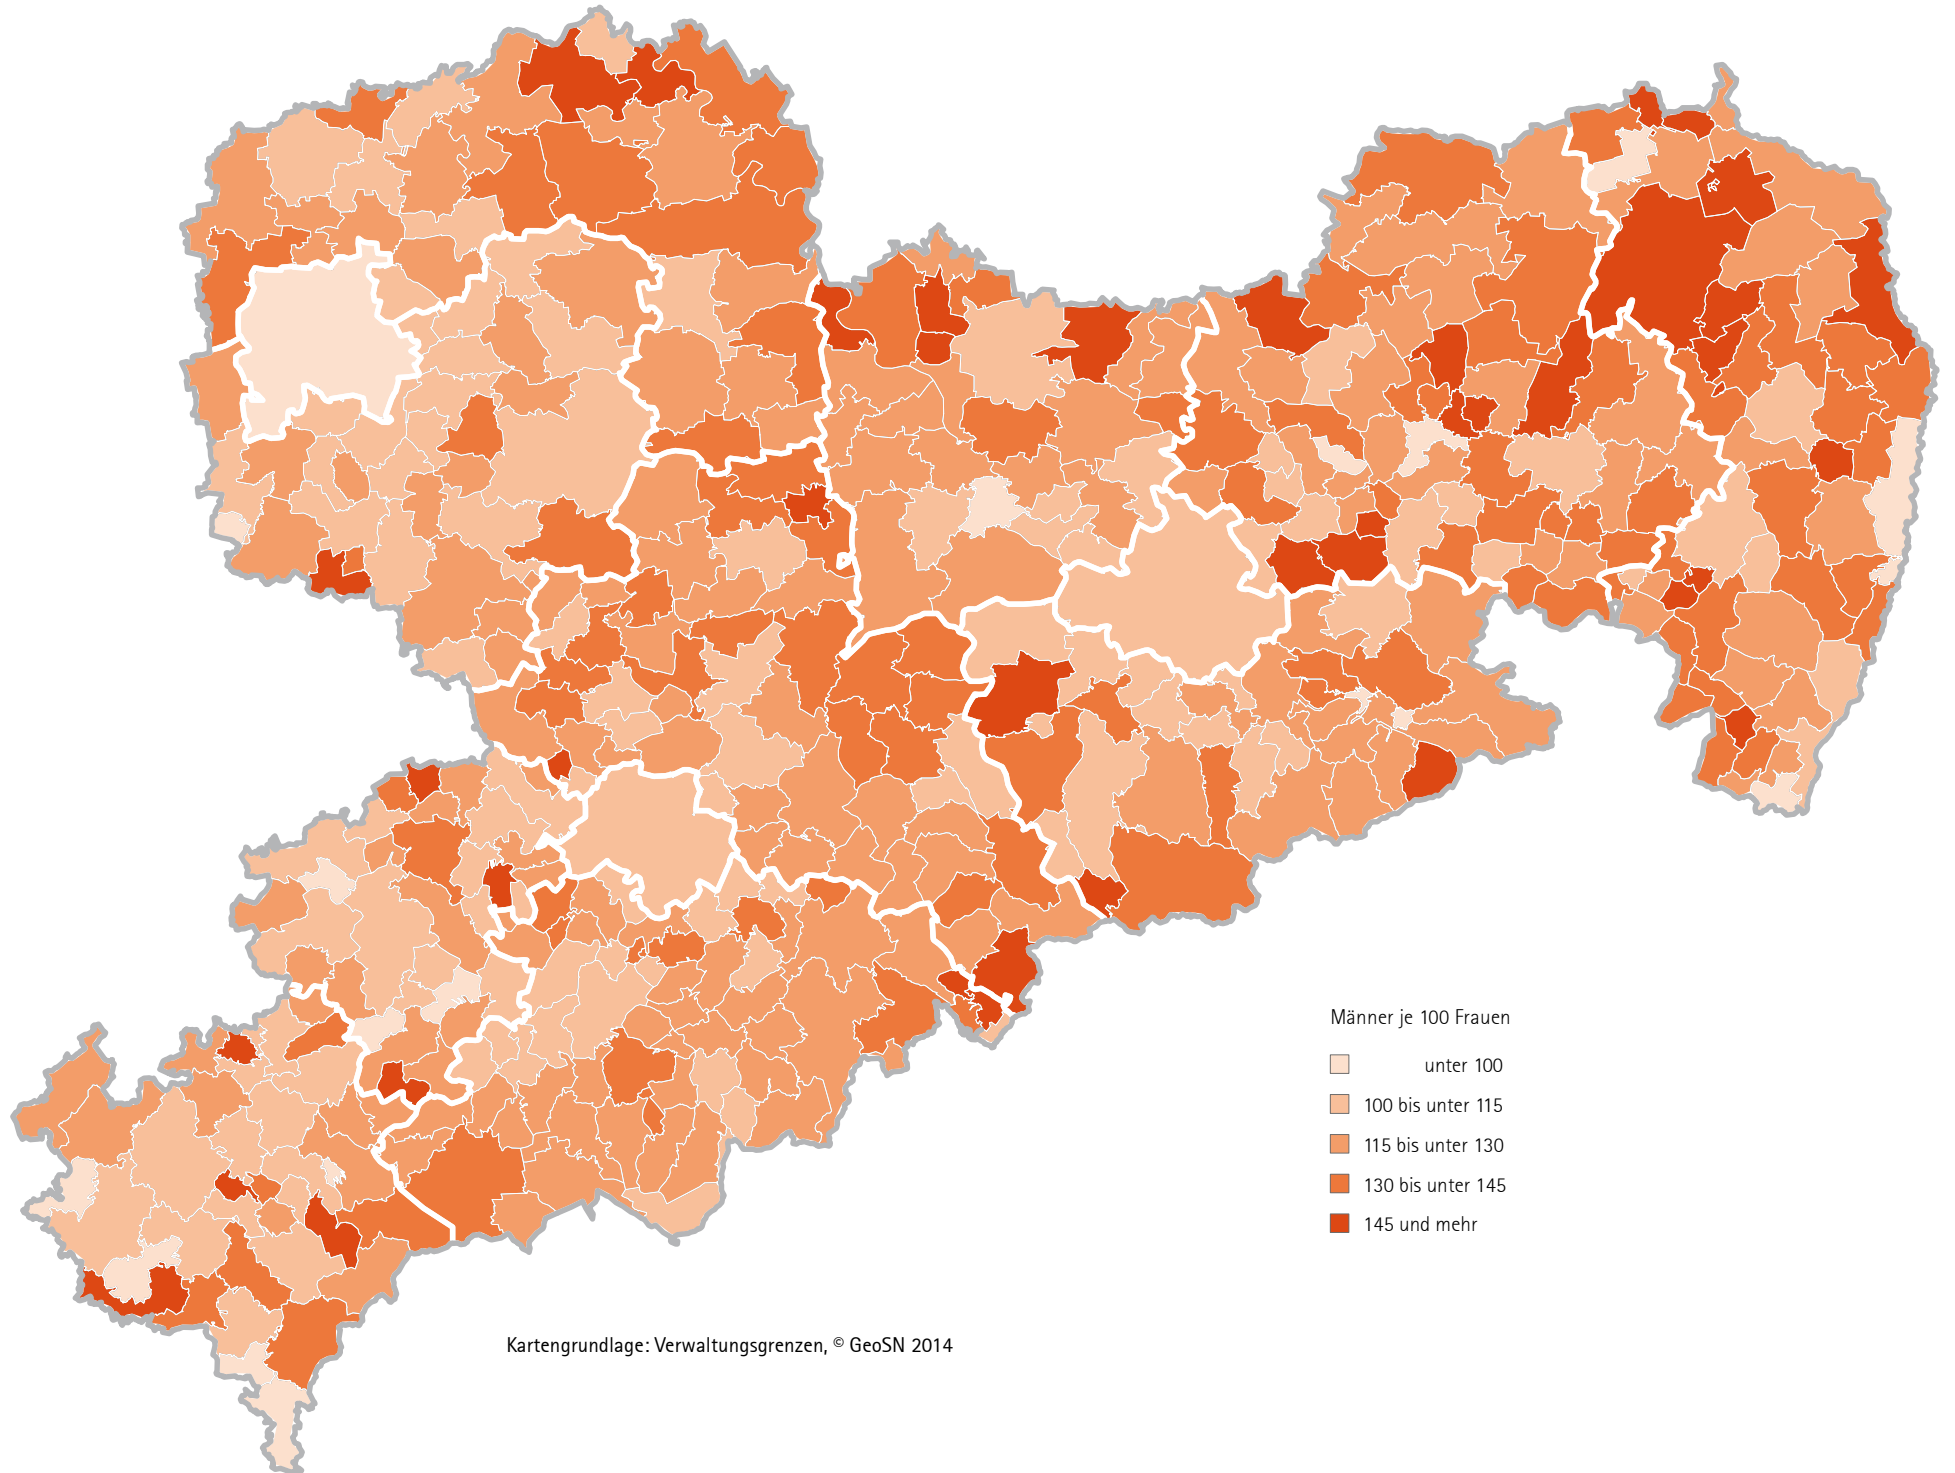 Männer je 100 Frauen
unter 100
100 bis unter 115
115 bis unter 130
130 bis unter 145
145 und mehr
Kartengrundlage: Verwaltungsgrenzen, © GeoSN 2014